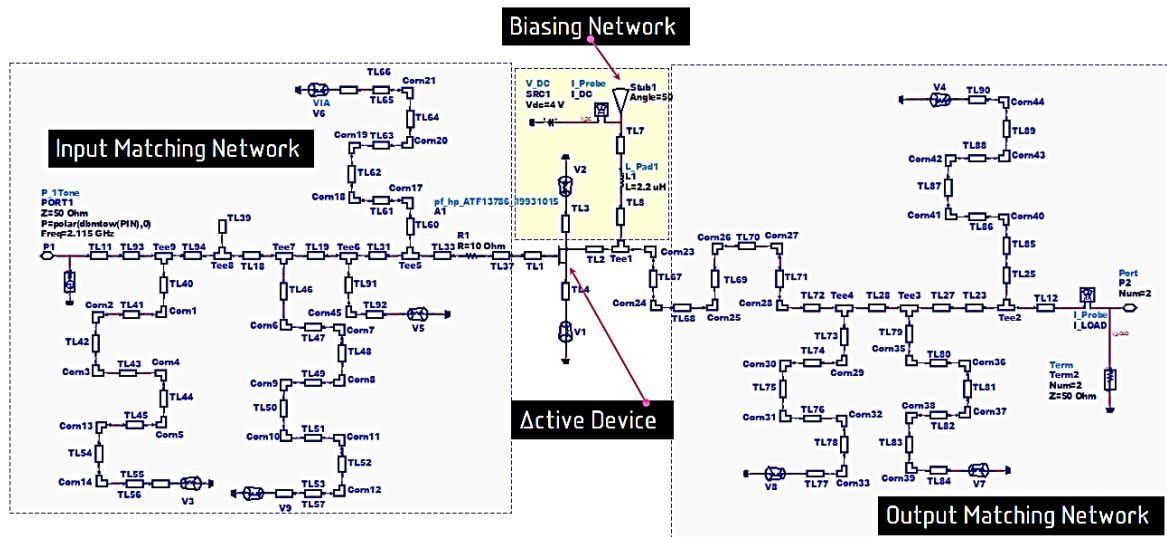 Biasing Network
Input Matching Network
Active Device
Output Matching Network
P_1Tone
PORT1
Z=50 Ohm
P=polar(dbmtow(PIN),0)
Freq=2.115 GHz
P1
TL11
TL93
Tee9
TL94
TL39
Tee8
TL18
Tee7
TL19
Tee6
TL31
Tee5
TL33
R1
R=10 Ohm
TL37
TL1
TL40
Corn1
TL41
Corn2
TL42
Corn3
TL43
Corn4
TL44
Corn5
TL45
Corn13
TL54
Corn14
TL55
TL56
V3
TL46
Corn6
TL47
Corn7
TL48
Corn8
TL49
Corn9
TL50
Corn10
TL51
Corn11
TL52
Corn12
TL53
TL57
V9
TL91
Corn45
TL92
V5
TL60
Corn17
TL61
Corn18
TL62
Corn19
TL63
Corn20
TL64
Corn21
TL65
TL66
VIA
V6
pf_hp_ATF13786_19931015
A1
V_DC
SRC1
Vdc=4 V
I_Probe
I_DC
Stub1
Angle=50
TL7
L_Pad1
L1
L=2.2 uH
TL8
V2
TL3
TL4
V1
TL2
Tee1
Corn23
TL67
Corn24
TL68
Corn25
TL69
Corn26
TL70
Corn27
TL71
Corn28
TL72
Tee4
TL28
Tee3
TL27
TL23
Tee2
TL12
I_Probe
I_LOAD
Port
P2
Num=2
V_LOAD
Term
Term2
Num=2
Z=50 Ohm
V4
TL90
Corn44
TL89
Corn43
TL88
Corn42
TL87
Corn41
TL86
Corn40
TL85
TL25
TL73
Corn29
TL74
Corn30
TL75
Corn31
TL76
Corn32
TL78
Corn33
TL77
V8
TL79
Corn35
TL80
Corn36
TL81
Corn37
TL82
Corn38
TL83
Corn39
TL84
V7